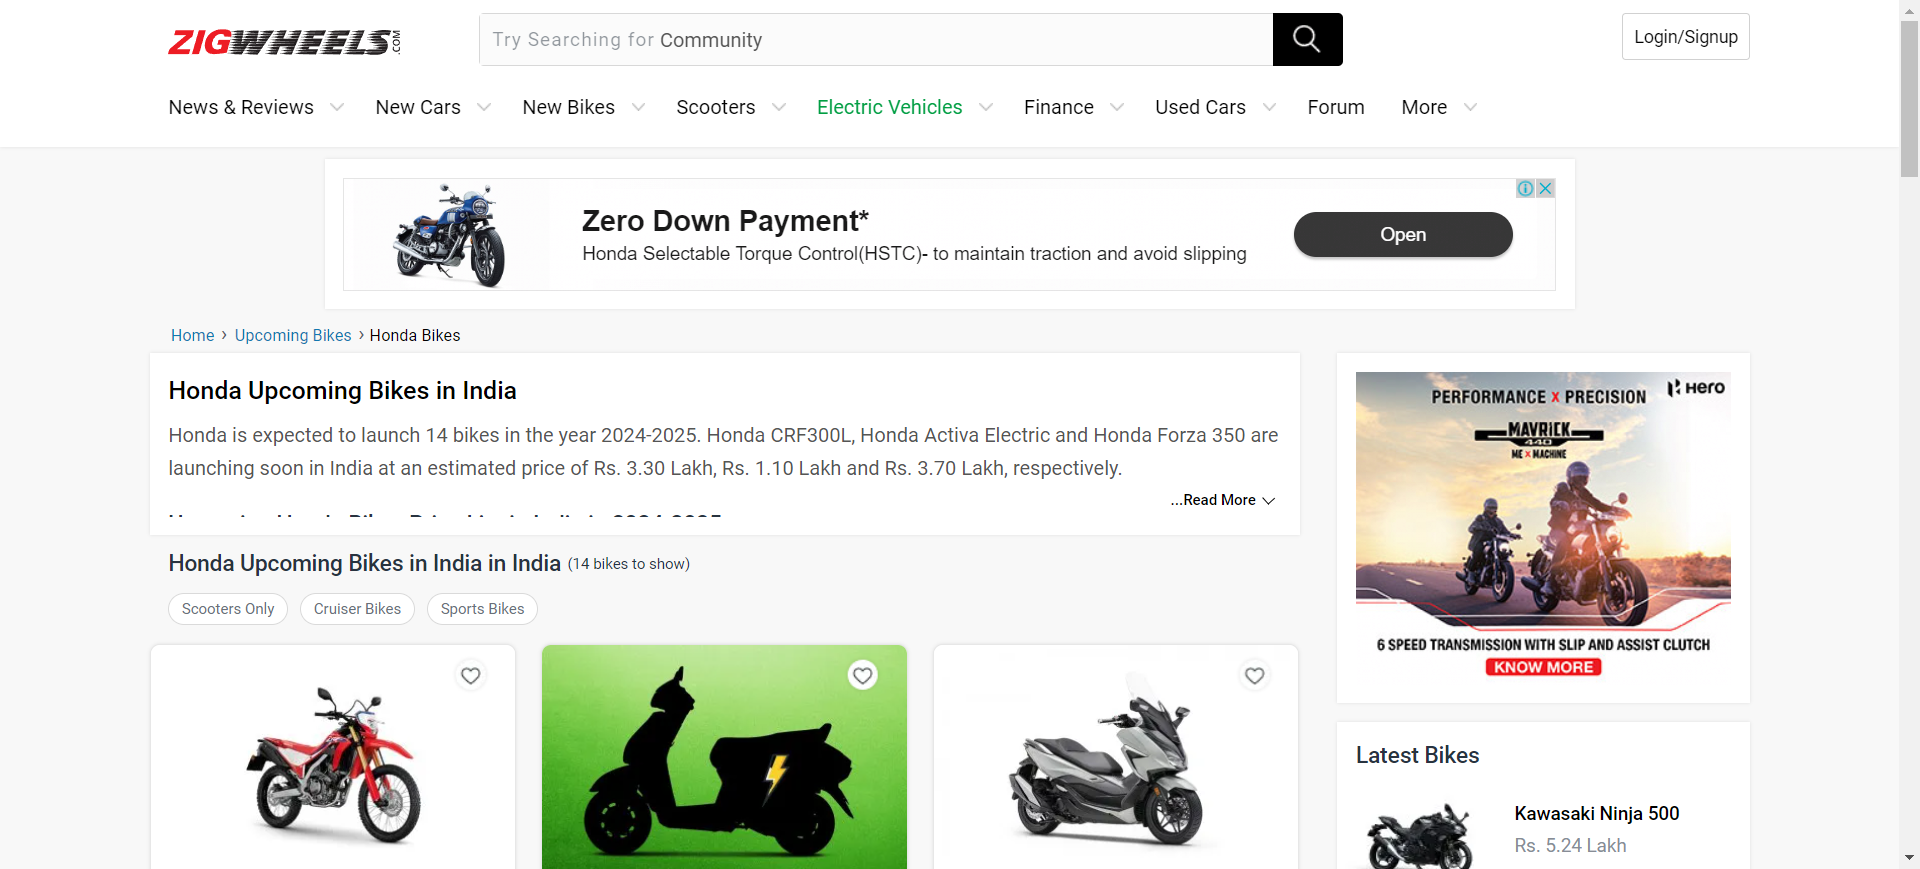 ZIGWHEELS.COM
Try Searching for Community
Login/Signup
News & Reviews New Cars New Bikes Scooters Electric Vehicles Finance Used Cars Forum More
Zero Down Payment*
Honda Selectable Torque Control(HSTC)- to maintain traction and avoid slipping
Open
Home › Upcoming Bikes › Honda Bikes
Honda Upcoming Bikes in India
Honda is expected to launch 14 bikes in the year 2024-2025. Honda CRF300L, Honda Activa Electric and Honda Forza 350 are
launching soon in India at an estimated price of Rs. 3.30 Lakh, Rs. 1.10 Lakh and Rs. 3.70 Lakh, respectively.
...Read More
Honda Upcoming Bikes in India in India (14 bikes to show)
Scooters Only Cruiser Bikes Sports Bikes
Hero
PERFORMANCE X PRECISION
MAVRICK
440
ME X MACHINE
6 SPEED TRANSMISSION WITH SLIP AND ASSIST CLUTCH
KNOW MORE
Latest Bikes
Kawasaki Ninja 500
Rs. 5.24 Lakh